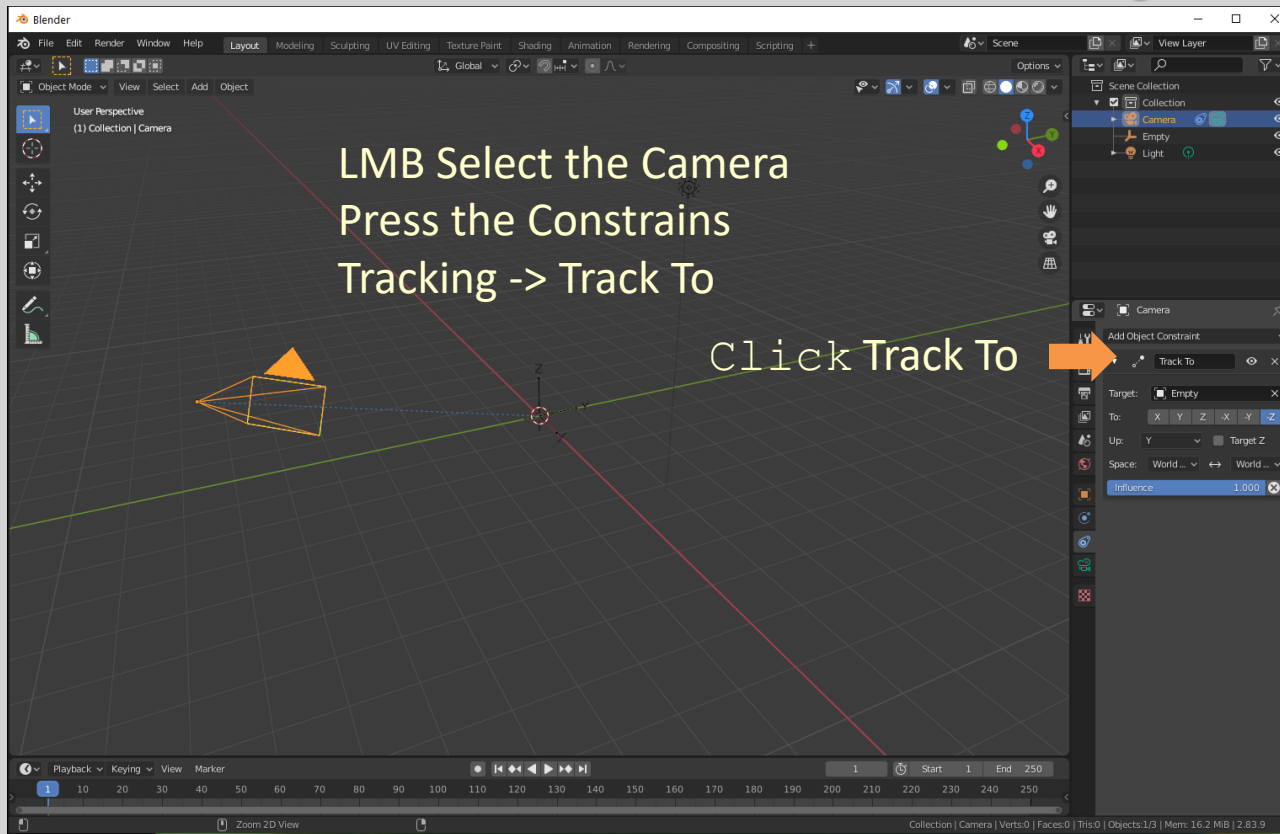 Blender
File Edit Render Window Help Layout Modeling Sculpting UV Editing Texture Paint Shading Animation Rendering Compositing Scripting + Scene View Layer
Global Options
Object Mode View Select Add Object
User Perspective
(1) Collection | Camera
Z
Y
X
LMB Select the Camera
Press the Constrains
Tracking -> Track To
Click Track To
Z
Scene Collection
Collection
Camera
Empty
Light
Camera
Add Object Constraint
Track To
Target: Empty
To: X Y Z -X -Y -Z
Up: Y Target Z
Space: World ... World ...
Influence 1.000
Playback Keying View Marker 1 Start 1 End 250
1 10 20 30 40 50 60 70 80 90 100 110 120 130 140 150 160 170 180 190 200 210 220 230 240 250
Zoom 2D View Collection | Camera | Verts:0 | Faces:0 | Tris:0 | Objects:1/3 | Mem: 16.2 MiB | 2.83.9